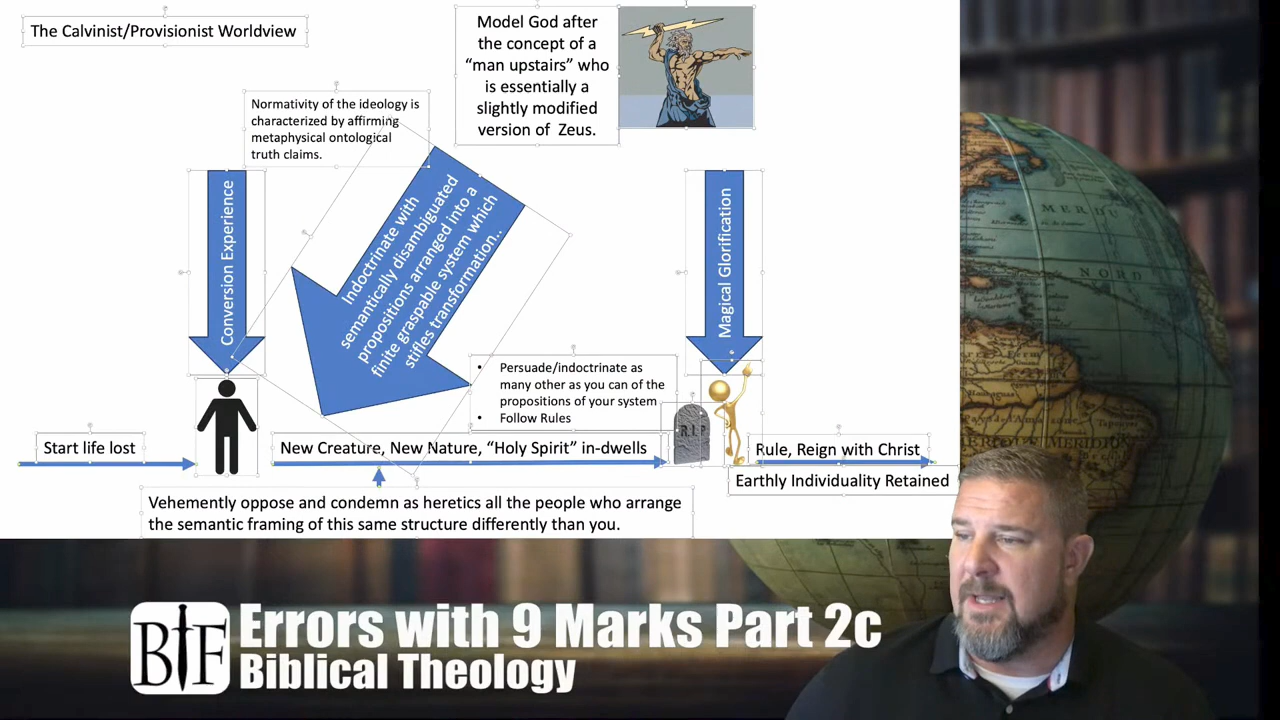 The Calvinist/Provisionist Worldview
Model God after
the concept of a
“man upstairs” who
is essentially a
slightly modified
version of Zeus.
Normativity of the ideology is
characterized by affirming
metaphysical ontological
truth claims.
Conversion Experience
Indoctrinate with
semantically disambiguated
propositions arranged into a
finite graspable system which
stifles transformation..
Magical Glorification
• Persuade/indoctrinate as
many other as you can of the
propositions of your system
• Follow Rules
R.I.P
Start life lost
New Creature, New Nature, “Holy Spirit” in-dwells
Rule, Reign with Christ
Earthly Individuality Retained
Vehemently oppose and condemn as heretics all the people who arrange
the semantic framing of this same structure differently than you.
MERDU
NORD
MERIDI
BTF
Errors with 9 Marks Part 2c
Biblical Theology